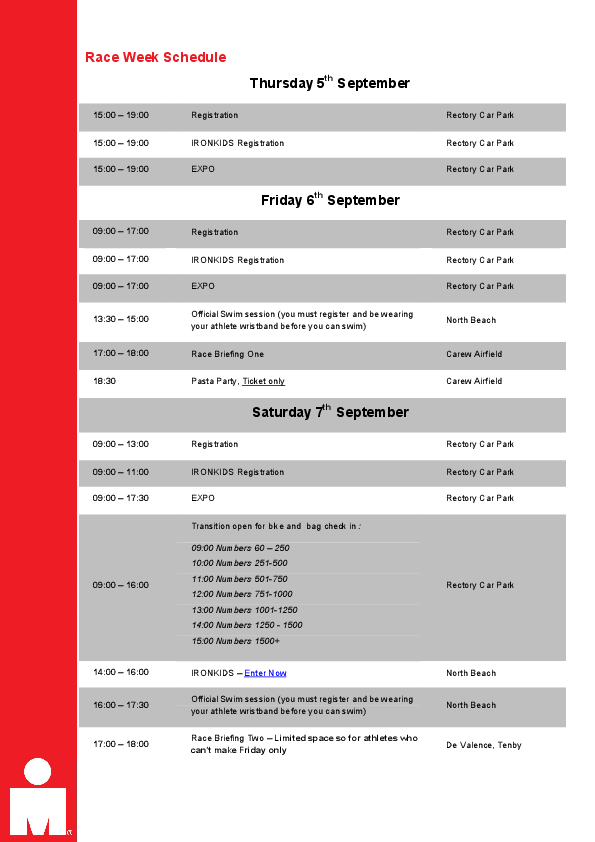 Race Week Schedule
Thursday 5th September
15:00 – 19:00 Registration Rectory Car Park
15:00 – 19:00 IRONKIDS Registration Rectory Car Park
15:00 – 19:00 EXPO Rectory Car Park
Friday 6th September
09:00 – 17:00 Registration Rectory Car Park
09:00 – 17:00 IRONKIDS Registration Rectory Car Park
09:00 – 17:00 EXPO Rectory Car Park
13:30 – 15:00 Official Swim session (you must register and be wearing
your athlete wristband before you can swim) North Beach
17:00 – 18:00 Race Briefing One Carew Airfield
18:30 Pasta Party, Ticket only Carew Airfield
Saturday 7th September
09:00 – 13:00 Registration Rectory Car Park
09:00 – 11:00 IRONKIDS Registration Rectory Car Park
09:00 – 17:30 EXPO Rectory Car Park
09:00 – 16:00 Transition open for bike and bag check in :
09:00 Numbers 60 – 250
10:00 Numbers 251-500
11:00 Numbers 501-750
12:00 Numbers 751-1000
13:00 Numbers 1001-1250
14:00 Numbers 1250 - 1500
15:00 Numbers 1500+
Rectory Car Park
14:00 – 16:00 IRONKIDS – Enter Now North Beach
16:00 – 17:30 Official Swim session (you must register and be wearing
your athlete wristband before you can swim) North Beach
17:00 – 18:00 Race Briefing Two – Limited space so for athletes who
can't make Friday only De Valence, Tenby